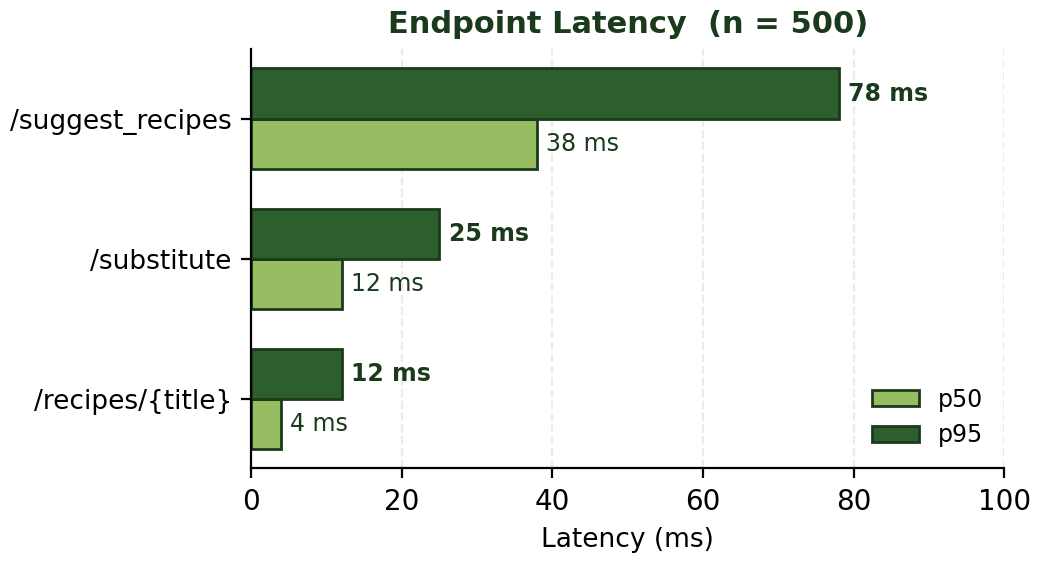 Endpoint Latency (n = 500)
/suggest_recipes
78 ms
38 ms
/substitute
25 ms
12 ms
/recipes/{title}
12 ms
4 ms
p50
p95
0 20 40 60 80 100
Latency (ms)